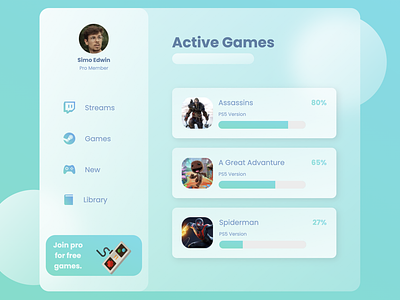 Simo Edwin
Pro Member
Streams
Games
New
Library
Join pro
for free
games.
Active Games
Assassins 80%
PS5 Version
A Great Advanture 65%
PS5 Version
Spiderman 27%
PS5 Version